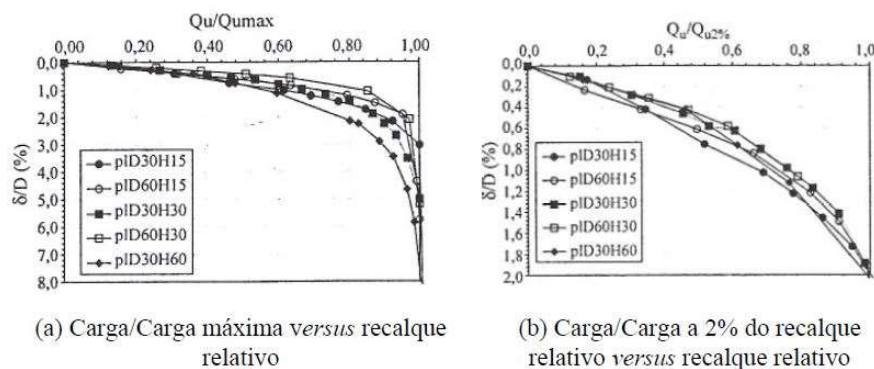 Qu/Qumax
0,00 0,20 0,40 0,60 0,80 1,00
0,0
1,0
2,0
3,0
4,0
5,0
6,0
7,0
8,0
δ/D (%)
pID30H15
pID60H15
pID30H30
pID60H30
pID30H60
(a) Carga/Carga máxima versus recalque
relativo
Qu/Qu2%
0 0,2 0,4 0,6 0,8 1,0
0,0
0,2
0,4
0,6
0,8
1,0
1,2
1,4
1,6
1,8
2,0
δ/D (%)
pID30H15
pID60H15
pID30H30
pID60H30
pID30H60
(b) Carga/Carga a 2% do recalque
relativo versus recalque relativo